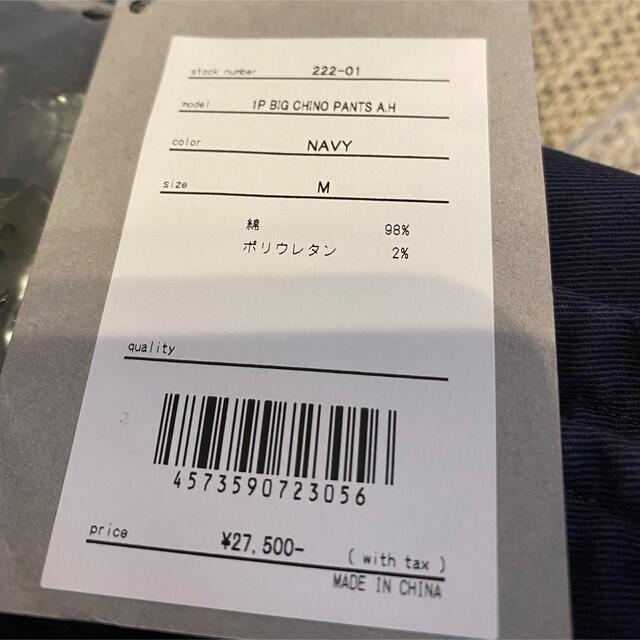 stock number 222-01
model 1P BIG CHINO PANTS A.H
color NAVY
size M
綿 98%
ポリウレタン 2%
quality
4573590723056
price ¥27,500- ( with tax )
MADE IN CHINA